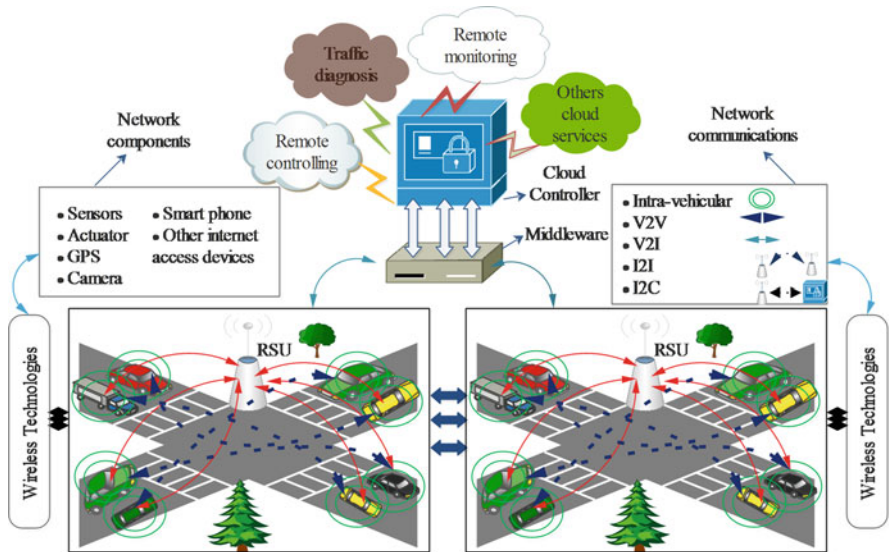 Remote
monitoring
Traffic
diagnosis
Others
cloud
services
Remote
controlling
Network
components
Network
communications
Cloud
Controller
Middleware
• Sensors
• Actuator
• GPS
• Camera
• Smart phone
• Other internet
access devices
• Intra-vehicular
• V2V
• V2I
• I2I
• I2C
Wireless Technologies
RSU
RSU
Wireless Technologies